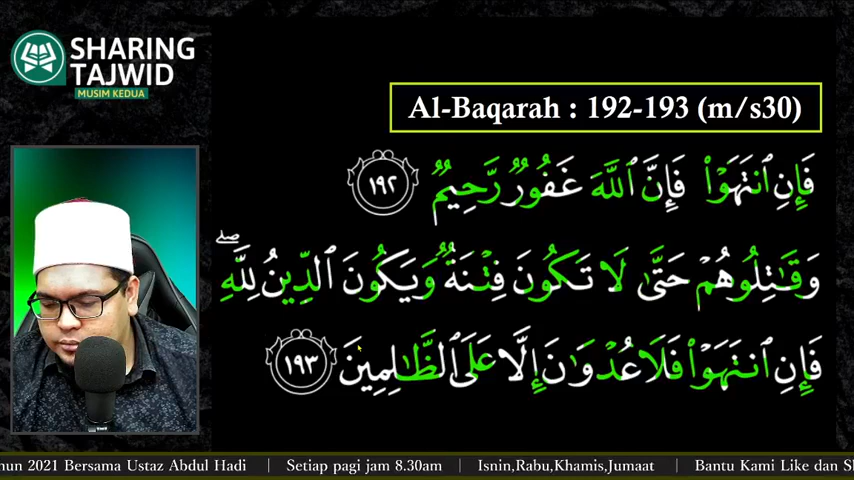 SHARING
TAJWID
MUSIM KEDUA
Al-Baqarah : 192-193 (m/s30)
فَإِنِ ٱنتَهَوْا۟ فَإِنَّ ٱللَّهَ غَفُورٌ رَّحِيمٌ ١٩٢
وَقَٰتِلُوهُمْ حَتَّىٰ لَا تَكُونَ فِتْنَةٌ وَيَكُونَ ٱلدِّينُ لِلَّهِ ۖ
فَإِنِ ٱنتَهَوْا۟ فَلَا عُدْوَٰنَ إِلَّا عَلَى ٱلظَّٰلِمِينَ ١٩٣
2021 Bersama Ustaz Abdul Hadi | Setiap pagi jam 8.30am | Isnin,Rabu,Khamis,Jumaat | Bantu Kami Like dan